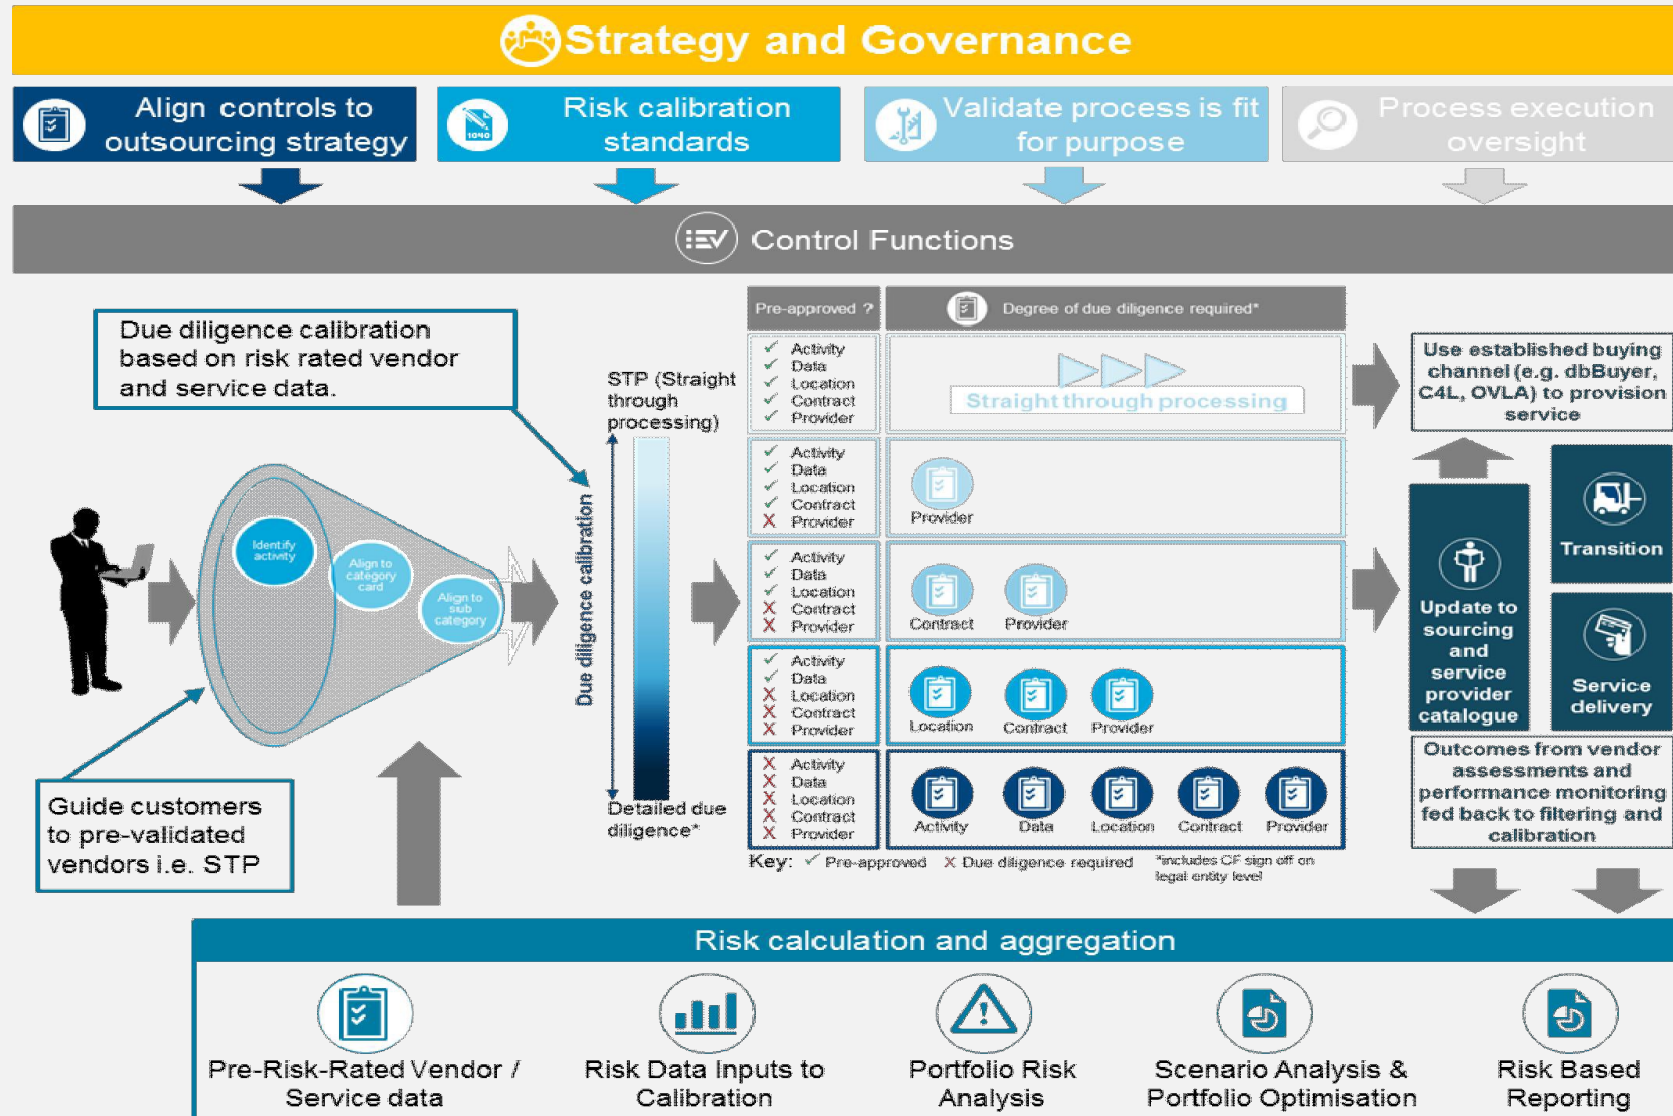 Strategy and Governance
Align controls to
outsourcing strategy
Risk calibration
standards
1040
Validate process is fit
for purpose
Process execution
oversight
Control Functions
Due diligence calibration
based on risk rated vendor
and service data.
Identify
activity
Align to
category
card
Align to
sub
category
Guide customers
to pre-validated
vendors i.e. STP
STP (Straight
through
processing)
Due diligence calibration
Detailed due
diligence*
Pre-approved ?
Degree of due diligence required*
✓ Activity
✓ Data
✓ Location
✓ Contract
✓ Provider
Straight through processing
✓ Activity
✓ Data
✓ Location
✓ Contract
X Provider
Provider
✓ Activity
✓ Data
✓ Location
X Contract
X Provider
Contract Provider
✓ Activity
✓ Data
X Location
X Contract
X Provider
Location Contract Provider
X Activity
X Data
X Location
X Contract
X Provider
Activity Data Location Contract Provider
Key: ✓ Pre-approved X Due diligence required
*includes CF sign off on
legal entity level
Use established buying
channel (e.g. dbBuyer,
C4L, OVLA) to provision
service
Update to
sourcing
and
service
provider
catalogue
Transition
Service
delivery
Outcomes from vendor
assessments and
performance monitoring
fed back to filtering and
calibration
Risk calculation and aggregation
Pre-Risk-Rated Vendor /
Service data
Risk Data Inputs to
Calibration
Portfolio Risk
Analysis
Scenario Analysis &
Portfolio Optimisation
Risk Based
Reporting